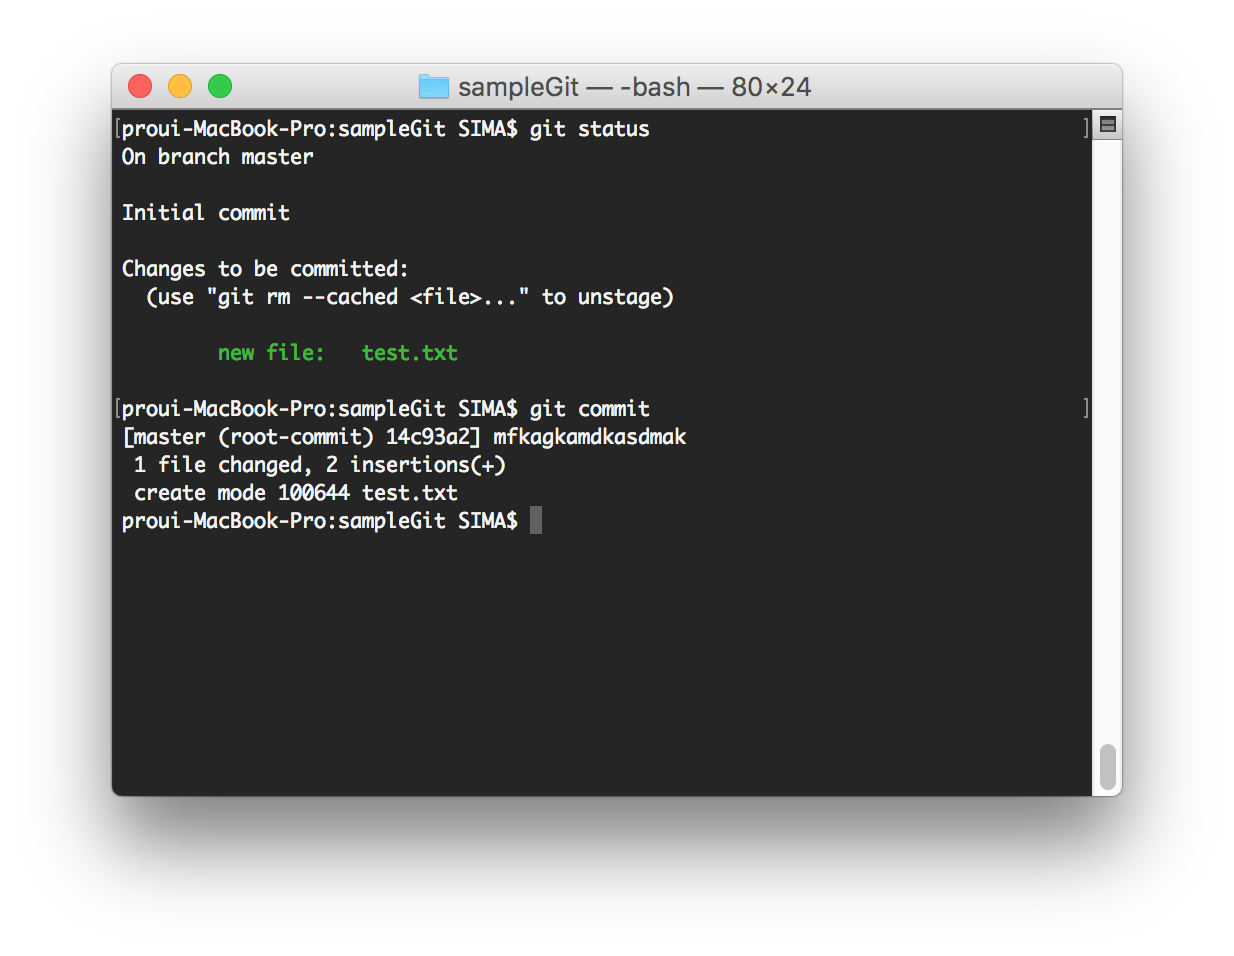 sampleGit — -bash — 80×24
[proui-MacBook-Pro:sampleGit SIMA$ git status ]
On branch master
Initial commit
Changes to be committed:
(use "git rm --cached <file>..." to unstage)
new file: test.txt
[proui-MacBook-Pro:sampleGit SIMA$ git commit ]
[master (root-commit) 14c93a2] mfkagkamdkasdmak
1 file changed, 2 insertions(+)
create mode 100644 test.txt
proui-MacBook-Pro:sampleGit SIMA$